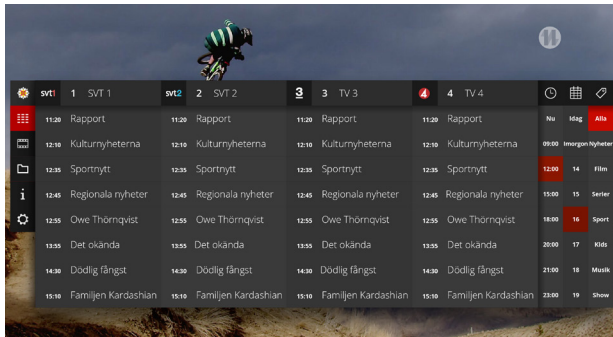 svt1 1 SVT 1 svt2 2 SVT 2 3 3 TV 3 4 4 TV 4
11:20 Rapport 11:20 Rapport 11:20 Rapport 11:20 Rapport Nu Idag Alla
12:10 Kulturnyheterna 12:10 Kulturnyheterna 12:10 Kulturnyheterna 12:10 Kulturnyheterna 09:00 Imorgon Nyheter
12:35 Sportnytt 12:35 Sportnytt 12:35 Sportnytt 12:35 Sportnytt 12:00 14 Film
12:45 Regionala nyheter 12:45 Regionala nyheter 12:45 Regionala nyheter 12:45 Regionala nyheter 15:00 15 Serier
12:55 Owe Thörnqvist 12:55 Owe Thörnqvist 12:55 Owe Thörnqvist 12:55 Owe Thörnqvist 18:00 16 Sport
13:55 Det okända 13:55 Det okända 13:55 Det okända 13:55 Det okända 20:00 17 Kids
14:30 Dödlig fångst 14:30 Dödlig fångst 14:30 Dödlig fångst 14:30 Dödlig fångst 21:00 18 Musik
15:10 Familjen Kardashian 15:10 Familjen Kardashian 15:10 Familjen Kardashian 15:10 Familjen Kardashian 23:00 19 Show